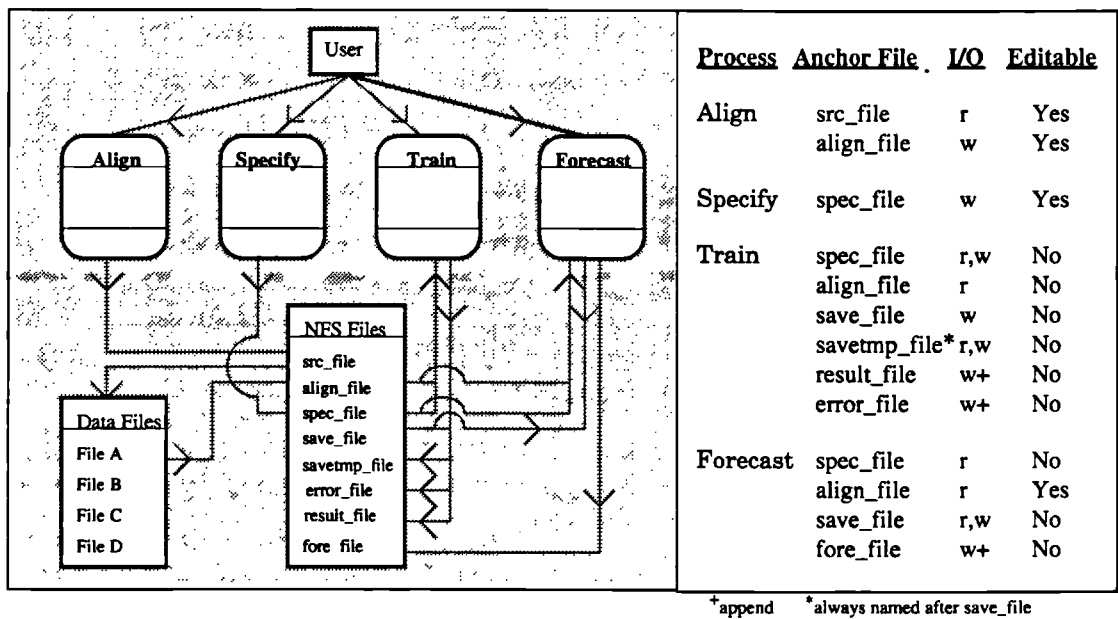 User
Align Specify Train Forecast
NFS Files
src_file
align_file
spec_file
save_file
savetmp_file
error_file
result_file
fore file
Data Files
File A
File B
File C
File D
Process Anchor File . I/O Editable
Align src_file r Yes
align_file w Yes
Specify spec_file w Yes
Train spec_file r,w No
align_file r No
save_file w No
savetmp_file* r,w No
result_file w+ No
error_file w+ No
Forecast spec_file r No
align_file r Yes
save_file r,w No
fore_file w+ No
+append *always named after save_file